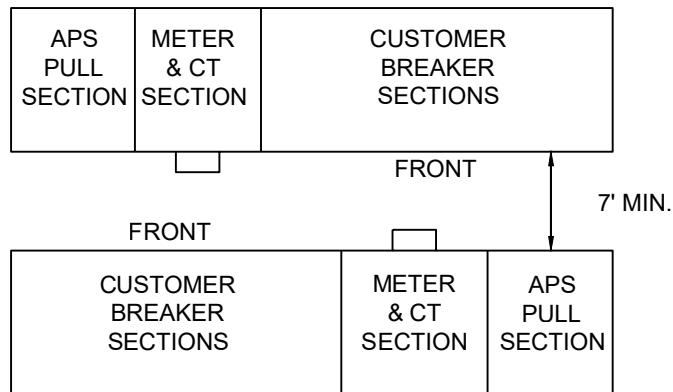 APS
PULL
SECTION
METER
& CT
SECTION
CUSTOMER
BREAKER
SECTIONS
FRONT
7' MIN.
FRONT
CUSTOMER
BREAKER
SECTIONS
METER
& CT
SECTION
APS
PULL
SECTION